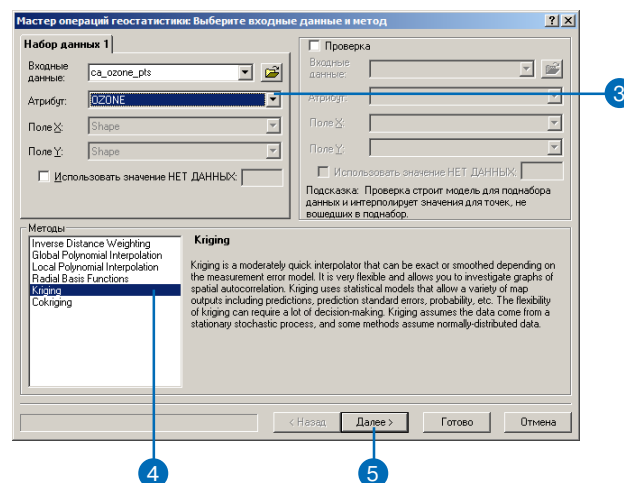 Мастер операций геостатистики: Выберите входные данные и метод
Набор данных 1
Входные данные:
ca_ozone_pts
Атрибут:
OZONE
Поле X:
Shape
Поле Y:
Shape
Использовать значение НЕТ ДАННЫХ:
Проверка
Входные данные:
Атрибут:
Поле X:
Поле Y:
Использовать значение НЕТ ДАННЫХ:
Подсказка: Проверка строит модель для поднабора
данных и интерполирует значения для точек, не
вошедших в поднабор.
3
Методы
Inverse Distance Weighting
Global Polynomial Interpolation
Local Polynomial Interpolation
Radial Basis Functions
Kriging
Cokriging
Kriging
Kriging is a moderately quick interpolator that can be exact or smoothed depending on
the measurement error model. It is very flexible and allows you to investigate graphs of
spatial autocorrelation. Kriging uses statistical models that allow a variety of map
outputs including predictions, prediction standard errors, probability, etc. The flexibility
of kriging can require a lot of decision-making. Kriging assumes the data come from a
stationary stochastic process, and some methods assume normally-distributed data.
< Назад
Далее >
Готово
Отмена
4
5